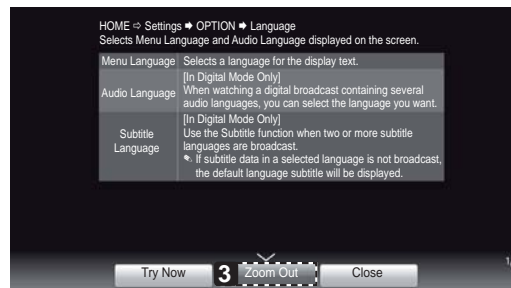 HOME ⇨ Settings ➡ OPTION ➡ Language
Selects Menu Language and Audio Language displayed on the screen.
Menu Language Selects a language for the display text.
Audio Language
[In Digital Mode Only]
When watching a digital broadcast containing several
audio languages, you can select the language you want.
Subtitle
Language
[In Digital Mode Only]
Use the Subtitle function when two or more subtitle
languages are broadcast.
If subtitle data in a selected language is not broadcast,
the default language subtitle will be displayed.
Try Now
3
Zoom Out
Close